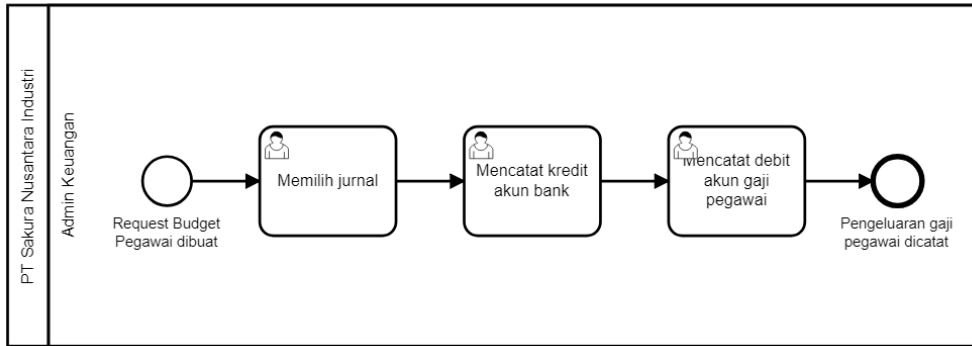 PT Sakura Nusantara Industri
Admin Keuangan
Request Budget
Pegawai dibuat
Memilih jurnal
Mencatat kredit
akun bank
Mencatat debit
akun gaji
pegawai
Pengeluaran gaji
pegawai dicatat